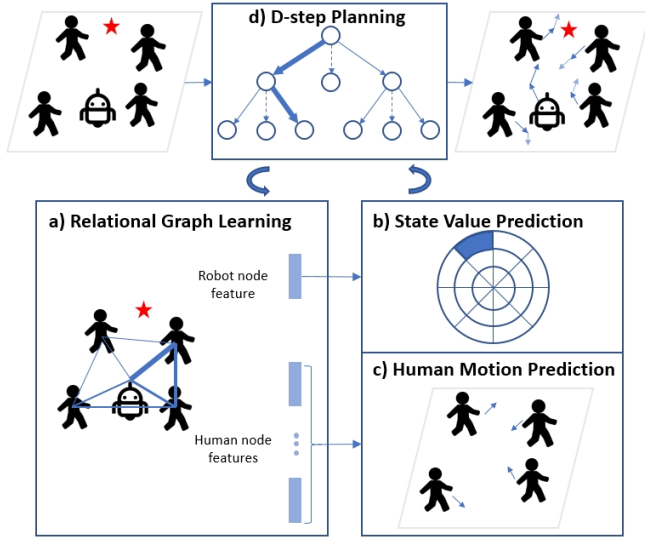 d) D-step Planning
a) Relational Graph Learning
Robot node
feature
Human node
features
b) State Value Prediction
c) Human Motion Prediction